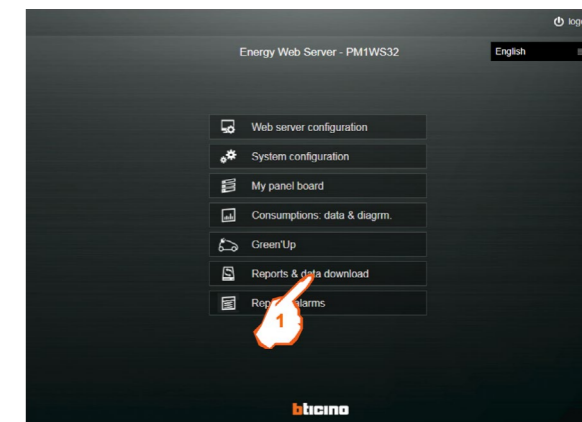 Energy Web Server - PM1WS32
English
Web server configuration
System configuration
My panel board
Consumptions: data & diagrm.
Green'Up
Reports & data download
alarms
1
bticino